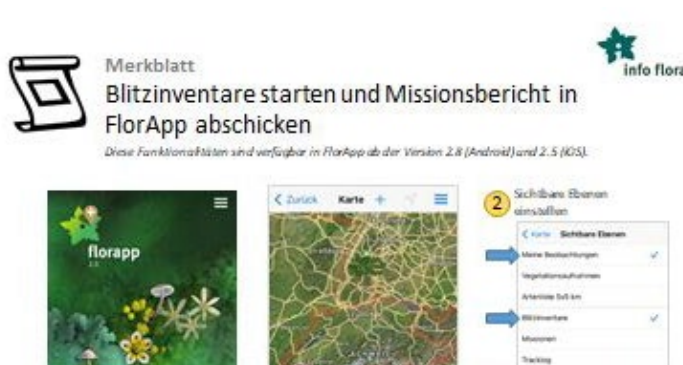 info flora
Merkblatt
Blitzinventare starten und Missionsbericht in
FlorApp abschicken
Diese Funktionalitäten sind verfügbar in FlorApp ab der Version 2.8 (Android) und 2.5 (iOS).
florapp
Zurück Karte +
2 Sichtbare Ebenen
einstellen
Karte Sichtbare Ebenen
Meine Beobachtungen
Vegetationsaufnahmen
Artenliste 5x5 km
Blitzinventare
Missionen
Tracking